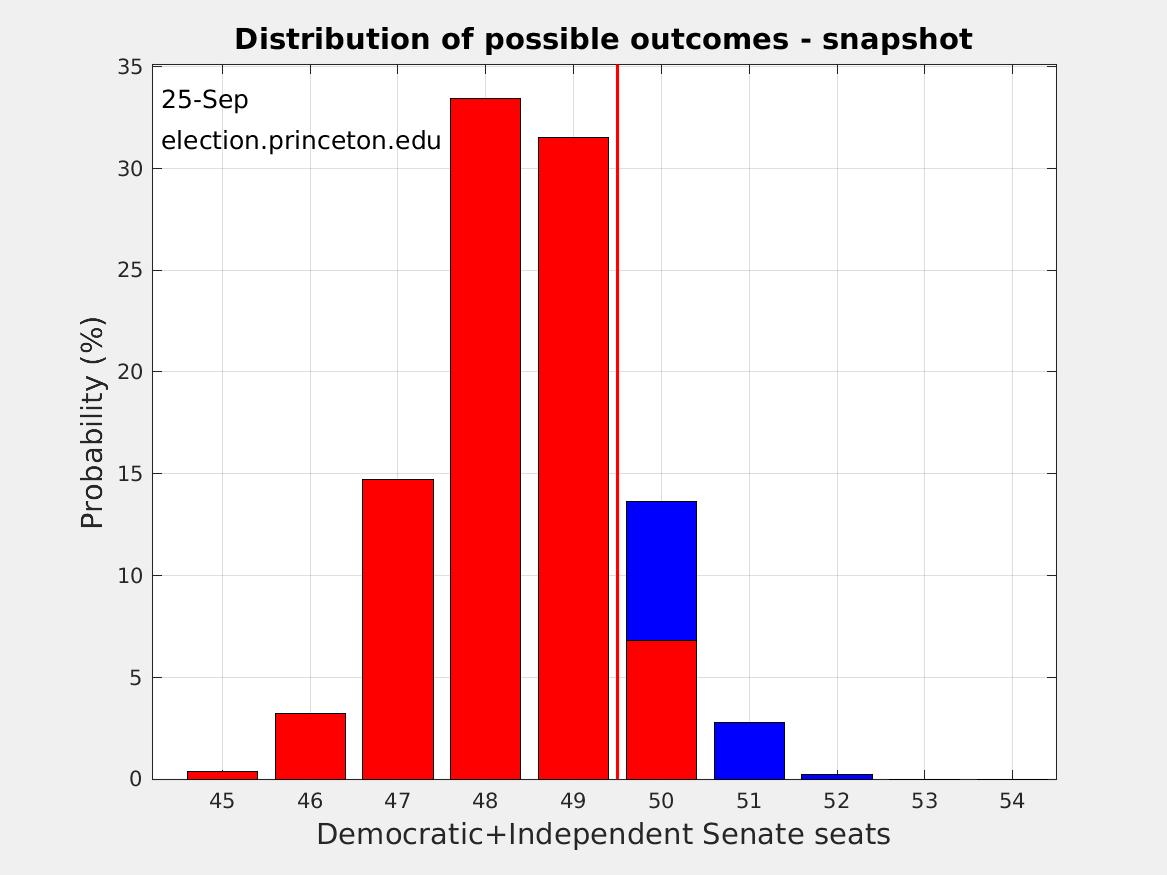 Distribution of possible outcomes - snapshot
25-Sep
election.princeton.edu
Probability (%)
35
30
25
20
15
10
5
0
45 46 47 48 49 50 51 52 53 54
Democratic+Independent Senate seats